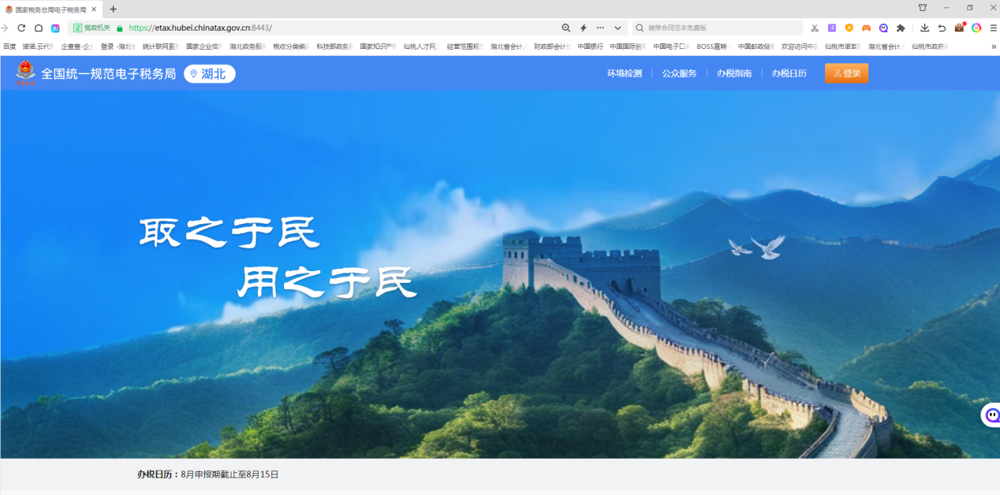 国家税务总局电子税务局
证 党政机关 https://etax.hubei.chinatax.gov.cn:8443/ 装修合同范本免费版
百度 诺诺.云代 企查查-企 登录 -湖北 统计联网直 国家企业信 湖北政务服 税收分类编 科技部政务 国家知识产 仙桃人才网 经营范围规 湖北省会计 财政部会计 中国银行 中国国际贸 中国电子口 BOSS直聘- 中国邮政储 欢迎访问中 仙桃市诺 湖北省会计 仙桃市政府
全国统一规范电子税务局 湖北 环境检测 公众服务 办税指南 办税日历 登录
取之于民
用之于民
办税日历：8月申报期截止至8月15日